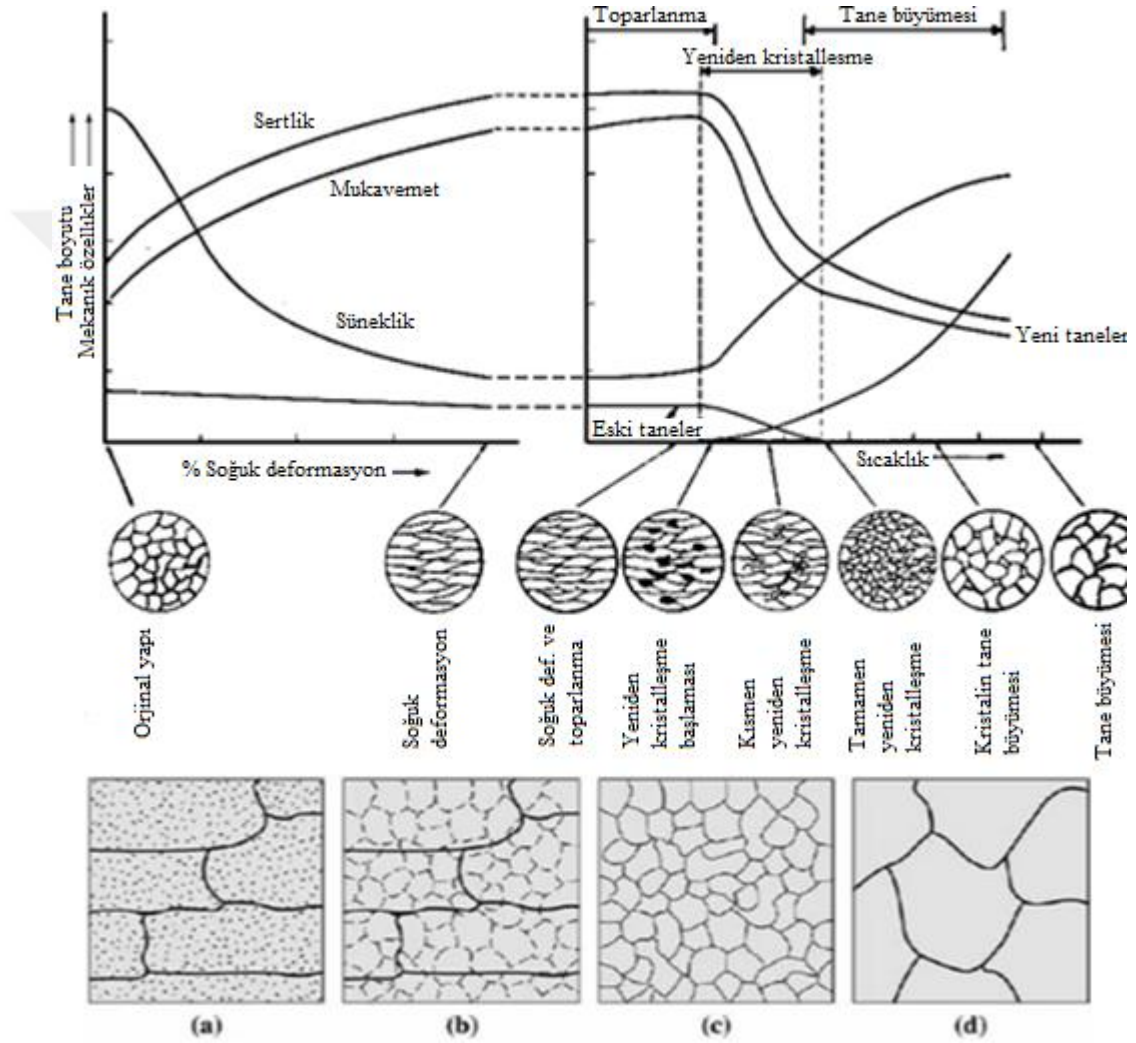 Toparlanma
Tane büyümesi
Yeniden kristallesme
Sertlik
Mukavemet
Süneklik
Tane boyutu
Mekanik özellikler
Yeni taneler
Eski taneler
% Soğuk deformasyon
Sıcaklık
Orjinal yapı
Soğuk
deformasyon
Soğuk def. ve
toparlanma
Yeniden
kristalleşme
başlaması
Kısmen
yeniden
kristalleşme
Tamamen
yeniden
kristalleşme
Kristalin tane
büyümesi
Tane büyümesi
(a)
(b)
(c)
(d)